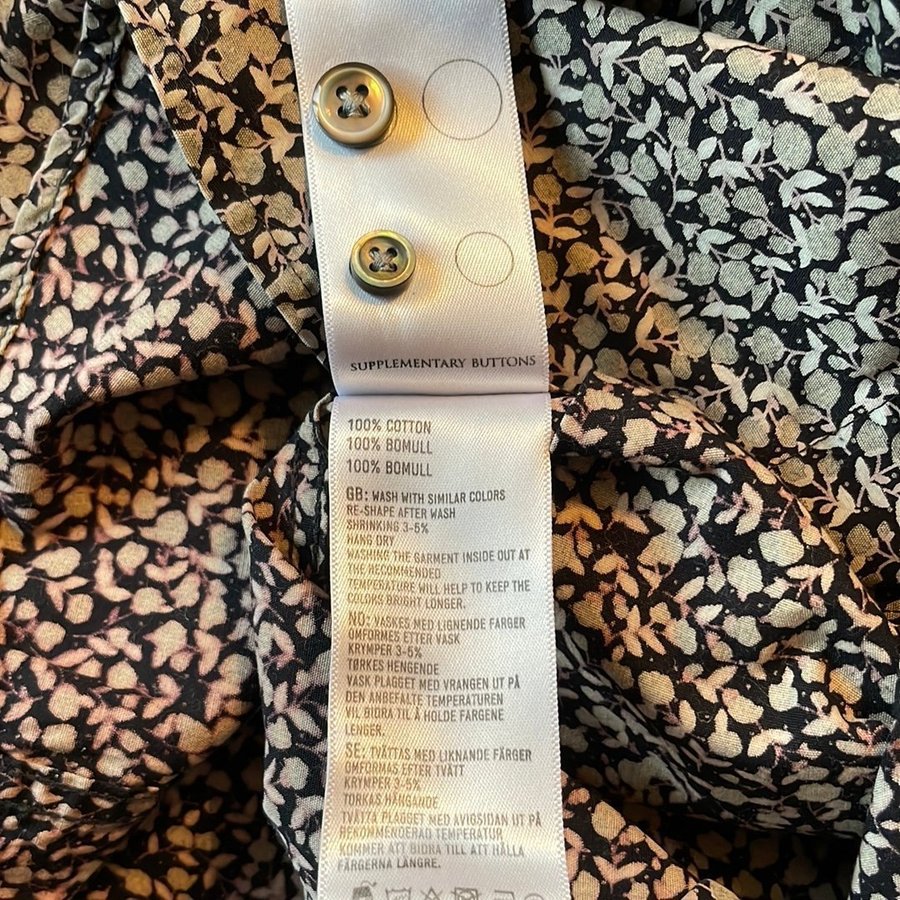 SUPPLEMENTARY BUTTONS
100% COTTON
100% BOMULL
100% BOMULL
GB: WASH WITH SIMILAR COLORS
RE-SHAPE AFTER WASH
SHRINKING 3-5%
HANG DRY
WASHING THE GARMENT INSIDE OUT AT
THE RECOMMENDED
TEMPERATURE WILL HELP TO KEEP THE
COLORS BRIGHT LONGER.
NO: VASKES MED LIGNENDE FARGER
OMFORMES ETTER VASK
KRYMPER 3-5%
TØRKES HENGENDE
VASK PLAGGET MED VRANGEN UT PÅ
DEN ANBEFALTE TEMPERATUREN
VIL BIDRA TIL Å HOLDE FARGENE
LENGER.
SE: TVÄTTAS MED LIKNANDE FÄRGER
OMFORMAS EFTER TVÄTT
KRYMPER 3-5%
TORKAS HÄNGANDE
TVÄTTA PLAGGET MED AVIGSIDAN UT PÅ
REKOMMENDERAD TEMPERATUR
KOMMER ATT BIDRA TILL ATT HÅLLA
FÄRGERNA LÄNGRE.